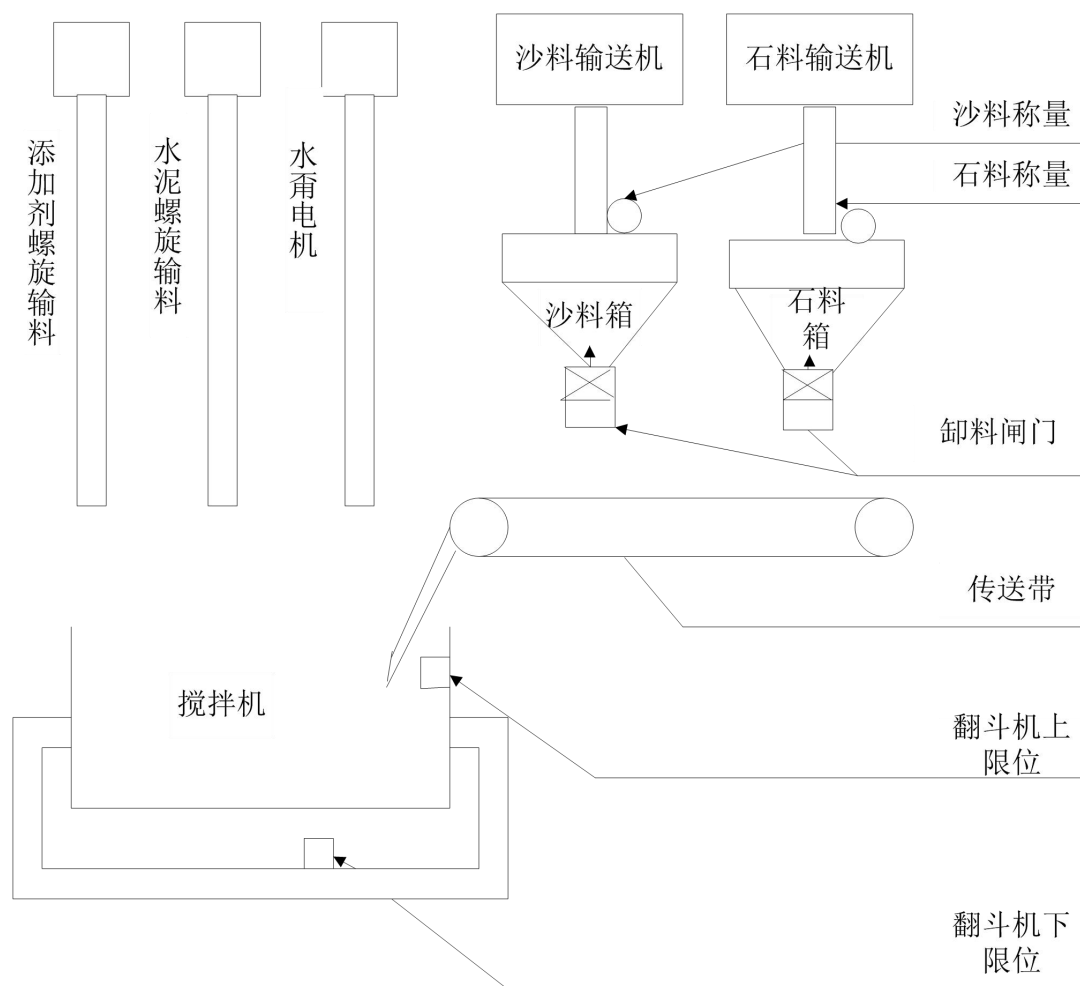 沙料输送机
石料输送机
沙料称量
石料称量
添加剂螺旋输料
水泥螺旋输料
水甭电机
沙料箱
石料
箱
卸料闸门
传送带
搅拌机
翻斗机上
限位
翻斗机下
限位